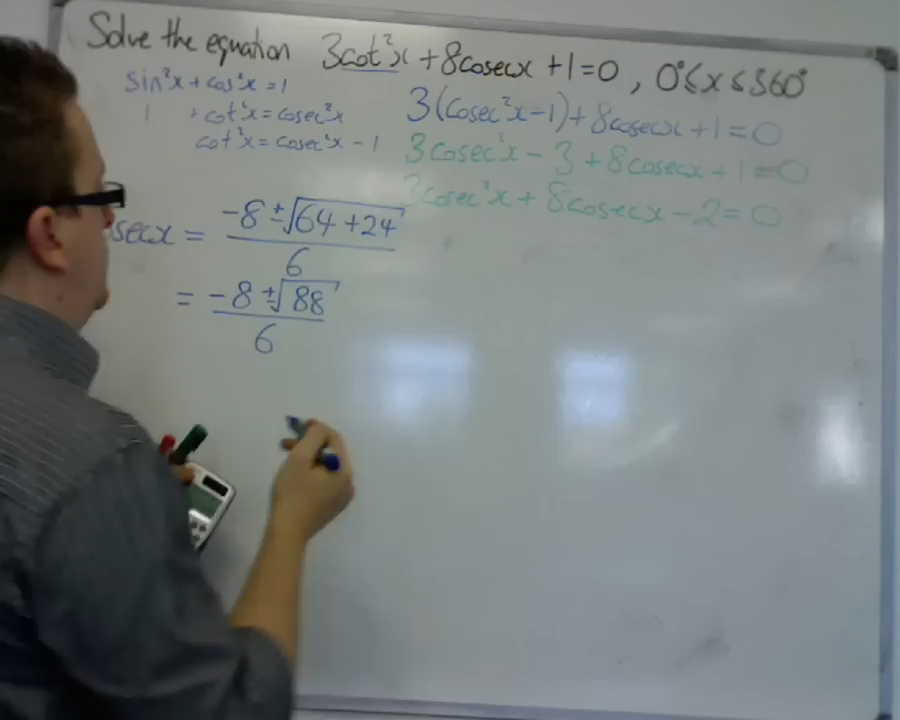 Solve the equation 3cot²x + 8cosecx + 1 = 0 , 0° ≤ x ≤ 360°
sin²x + cos²x = 1
1 + cot²x = cosec²x
cot²x = cosec²x - 1
3(cosec²x - 1) + 8cosecx + 1 = 0
3cosec²x - 3 + 8cosecx + 1 = 0
3cosec²x + 8cosecx - 2 = 0
secx = (-8 ± √(64 + 24))/6
= (-8 ± √88)/6